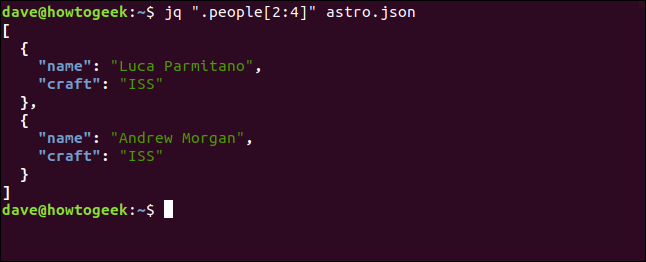 dave@howtogeek:~$ jq ".people[2:4]" astro.json
[
  {
    "name": "Luca Parmitano",
    "craft": "ISS"
  },
  {
    "name": "Andrew Morgan",
    "craft": "ISS"
  }
]
dave@howtogeek:~$